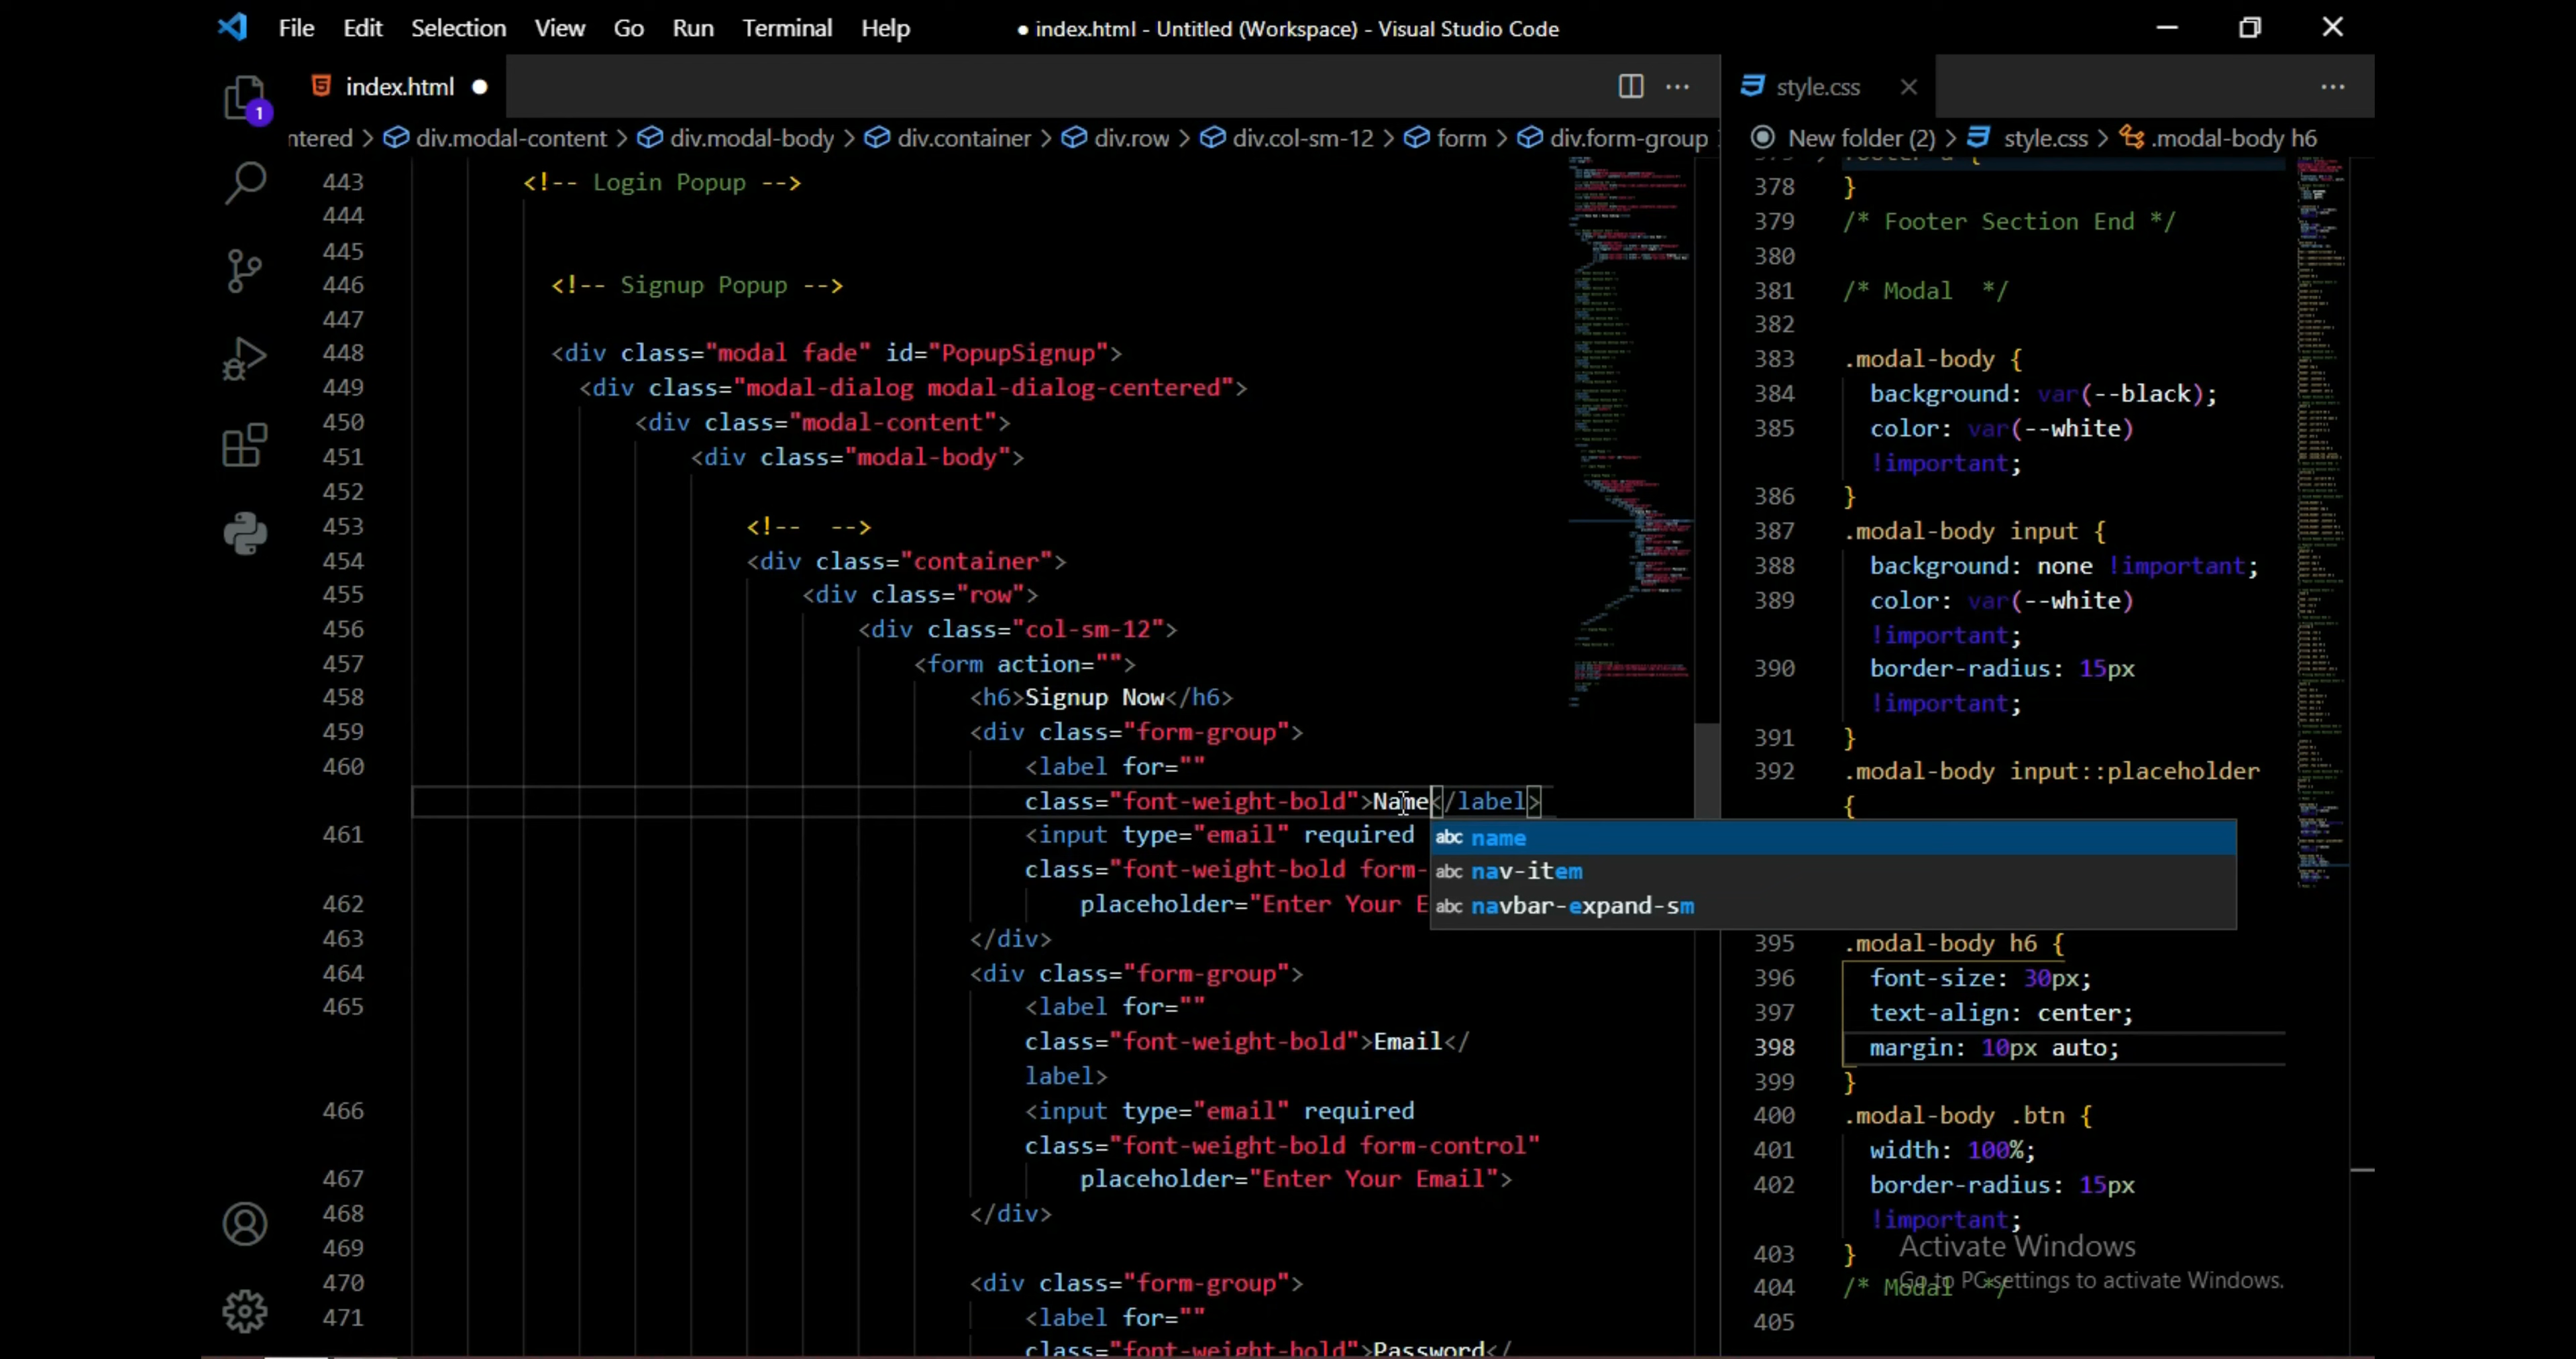 File Edit Selection View Go Run Terminal Help
● index.html - Untitled (Workspace) - Visual Studio Code
index.html ●
ntered > div.modal-content > div.modal-body > div.container > div.row > div.col-sm-12 > form > div.form-group
1
443 <!-- Login Popup -->
444
445
446 <!-- Signup Popup -->
447
448 <div class="modal fade" id="PopupSignup">
449 <div class="modal-dialog modal-dialog-centered">
450 <div class="modal-content">
451 <div class="modal-body">
452
453 <!--  -->
454 <div class="container">
455 <div class="row">
456 <div class="col-sm-12">
457 <form action="">
458 <h6>Signup Now</h6>
459 <div class="form-group">
460 <label for=""
class="font-weight-bold">Name</label>
461 <input type="email" required
class="font-weight-bold form-
462 placeholder="Enter Your E
463 </div>
464 <div class="form-group">
465 <label for=""
class="font-weight-bold">Email</
label>
466 <input type="email" required
class="font-weight-bold form-control"
467 placeholder="Enter Your Email">
468 </div>
469
470 <div class="form-group">
471 <label for=""
class="font-weight-bold">Password</
abc name
abc nav-item
abc navbar-expand-sm
style.css
New folder (2) > style.css > .modal-body h6
378 }
379 /* Footer Section End */
380
381 /* Modal  */
382
383 .modal-body {
384 background: var(--black);
385 color: var(--white)
!important;
386 }
387 .modal-body input {
388 background: none !important;
389 color: var(--white)
!important;
390 border-radius: 15px
!important;
391 }
392 .modal-body input::placeholder
{
395 .modal-body h6 {
396 font-size: 30px;
397 text-align: center;
398 margin: 10px auto;
399 }
400 .modal-body .btn {
401 width: 100%;
402 border-radius: 15px
!important;
403 }
404 /* Modal  */
405
Activate Windows
Go to PC settings to activate Windows.